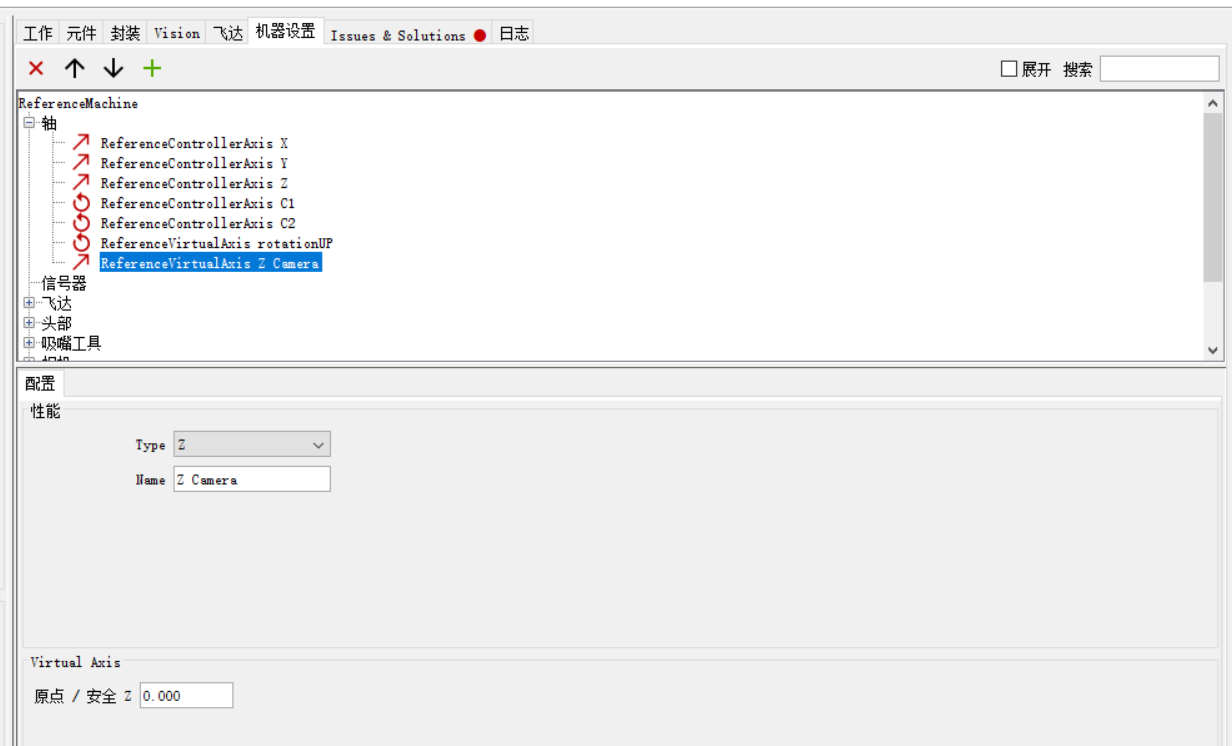 工作 元件 封装 Vision 飞达 机器设置 Issues & Solutions 日志
展开 搜索
ReferenceMachine
轴
ReferenceControllerAxis X
ReferenceControllerAxis Y
ReferenceControllerAxis Z
ReferenceControllerAxis C1
ReferenceControllerAxis C2
ReferenceVirtualAxis rotationUP
ReferenceVirtualAxis Z Camera
信号器
飞达
头部
吸嘴工具
配置
性能
Type Z
Name Z Camera
Virtual Axis
原点 / 安全 Z 0.000